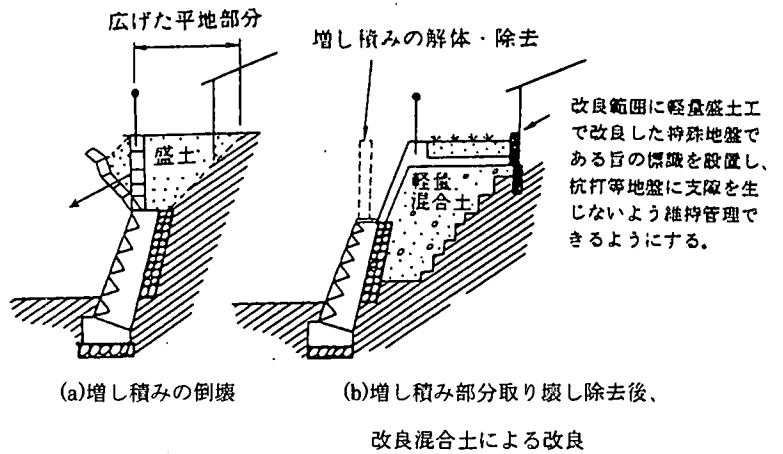 広げた平地部分
増し積みの解体・除去
盛土
軽量
混合土
改良範囲に軽量盛土工
で改良した特殊地盤で
ある旨の標識を設置し、
杭打等地盤に支障を生
じないよう維持管理で
きるようにする。
(a)増し積みの倒壊
(b)増し積み部分取り壊し除去後、
改良混合土による改良